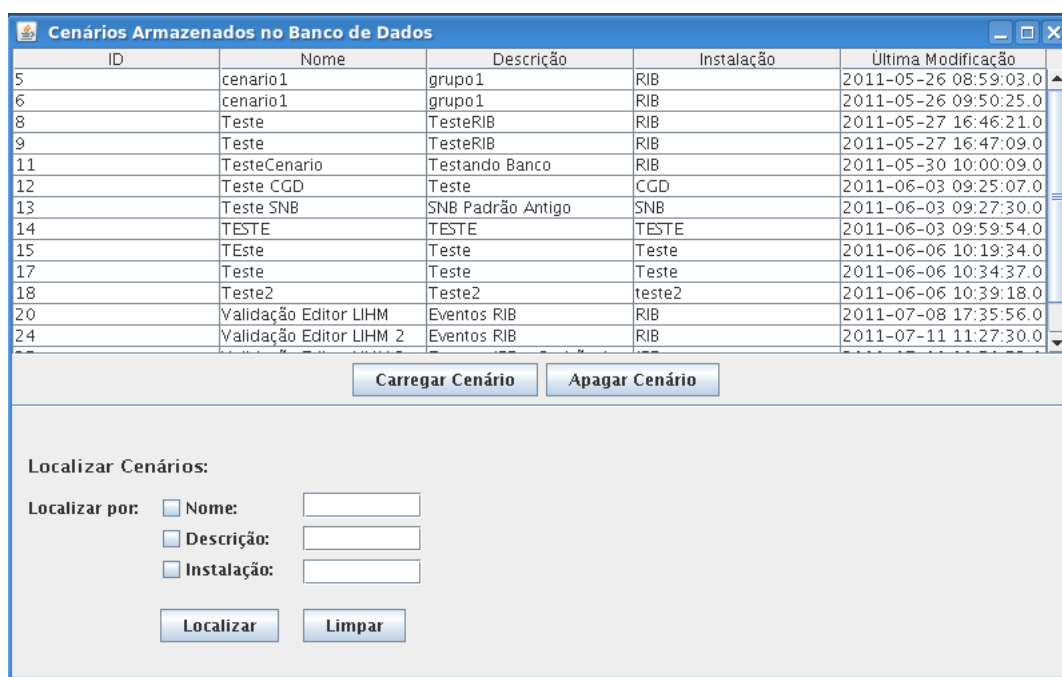 Cenários Armazenados no Banco de Dados
ID Nome Descrição Instalação Última Modificação
5 cenario1 grupo1 RIB 2011-05-26 08:59:03.0
6 cenario1 grupo1 RIB 2011-05-26 09:50:25.0
8 Teste TesteRIB RIB 2011-05-27 16:46:21.0
9 Teste TesteRIB RIB 2011-05-27 16:47:09.0
11 TesteCenario Testando Banco RIB 2011-05-30 10:00:09.0
12 Teste CGD Teste CGD 2011-06-03 09:25:07.0
13 Teste SNB SNB Padrão Antigo SNB 2011-06-03 09:27:30.0
14 TESTE TESTE TESTE 2011-06-03 09:59:54.0
15 TEste Teste Teste 2011-06-06 10:19:34.0
17 Teste Teste Teste 2011-06-06 10:34:37.0
18 Teste2 Teste2 teste2 2011-06-06 10:39:18.0
20 Validação Editor LIHM Eventos RIB RIB 2011-07-08 17:35:56.0
24 Validação Editor LIHM 2 Eventos RIB RIB 2011-07-11 11:27:30.0
Carregar Cenário Apagar Cenário
Localizar Cenários:
Localizar por: Nome:
Descrição:
Instalação:
Localizar Limpar